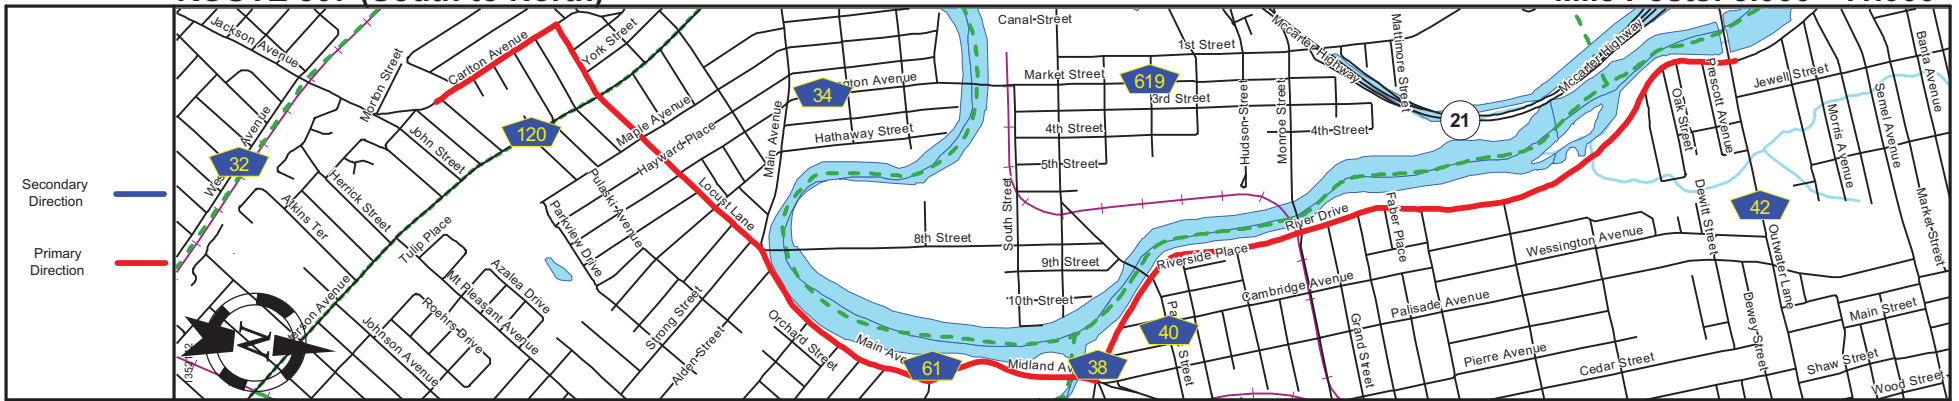 Secondary
Direction
Primary
Direction
Jackson Avenue
Morton Street
Carlton Avenue
York Street
Canal Street
1st Street
Mccarter Highway
Mattimore Street
Mccarter Highway
Banta Avenue
Market Street
619
3rd Street
34
Avenue
120
Maple Avenue
Hayward Place
Main Avenue
Hathaway Street
4th Street
4th Street
Hudson Street
Monroe Street
21
Oak Street
Prescott Avenue
Jewell Street
Morris Avenue
Semel Avenue
32
Avenue
John Street
Herrick Street
Atkins Ter
Tulip Place
Pulaski Avenue
Parkview Drive
Locust Lane
5th Street
South Street
8th Street
9th Street
10th Street
River Drive
Riverside Place
Faber Place
Cambridge Avenue
Palisade Avenue
Wessington Avenue
Dewitt Street
42
Outwater Lane
Market Street
Azalea Drive
Mt Pleasant Avenue
Roehrs Drive
Johnson Avenue
Strong Street
Alden Street
Orchard Street
Main Ave
61
Midland Av
38
40
Street
Grand Street
Pierre Avenue
Cedar Street
Dewey Street
Main Street
Shaw Street
Wood Street
N